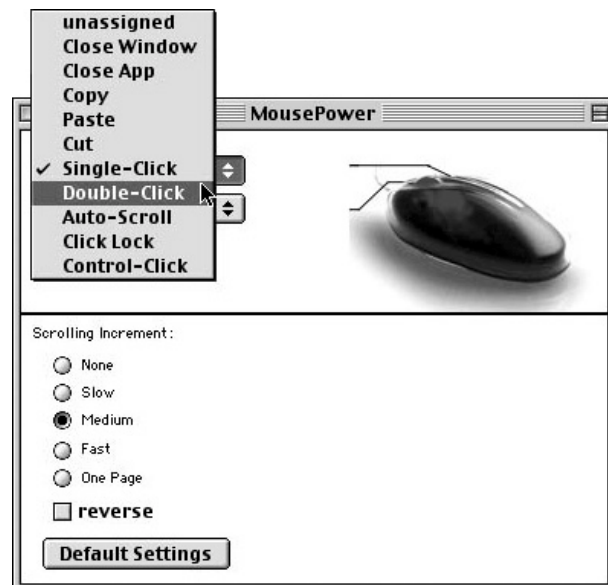 unassigned
Close Window
Close App
Copy
Paste
Cut
✓ Single-Click
Double-Click
Auto-Scroll
Click Lock
Control-Click
MousePower
Scrolling Increment:
None
Slow
Medium
Fast
One Page
reverse
Default Settings